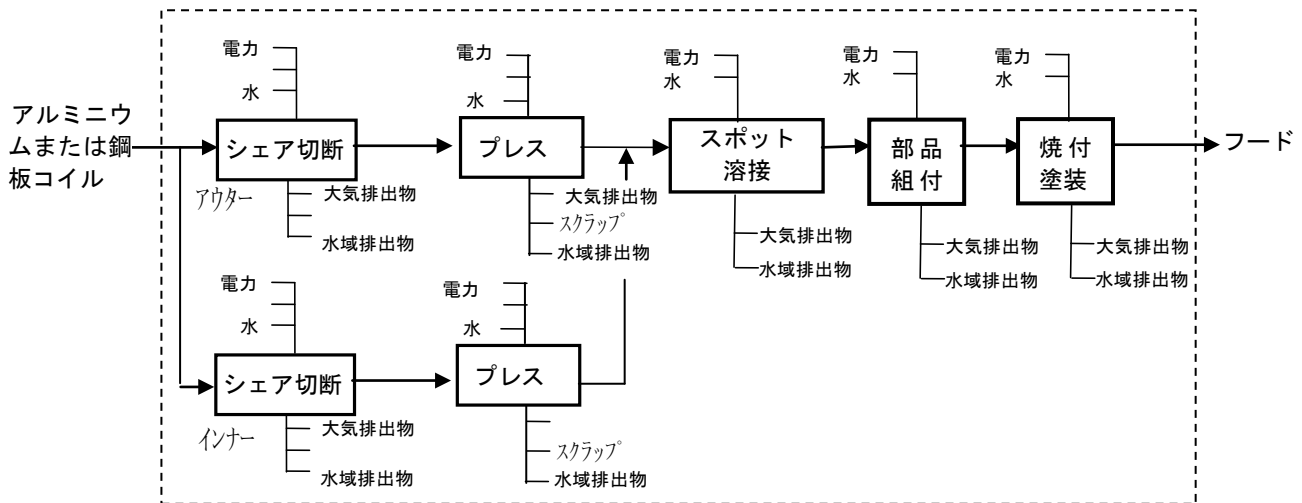 電力
水
電力
水
電力
水
電力
水
電力
水
アルミニウ
ムまたは鋼
板コイル
シェア切断
プレス
スポット
溶接
部品
組付
焼付
塗装
フード
アウター
大気排出物
水域排出物
大気排出物
スクラップ
水域排出物
大気排出物
水域排出物
大気排出物
水域排出物
大気排出物
水域排出物
電力
水
電力
水
シェア切断
プレス
インナー
大気排出物
水域排出物
スクラップ
水域排出物